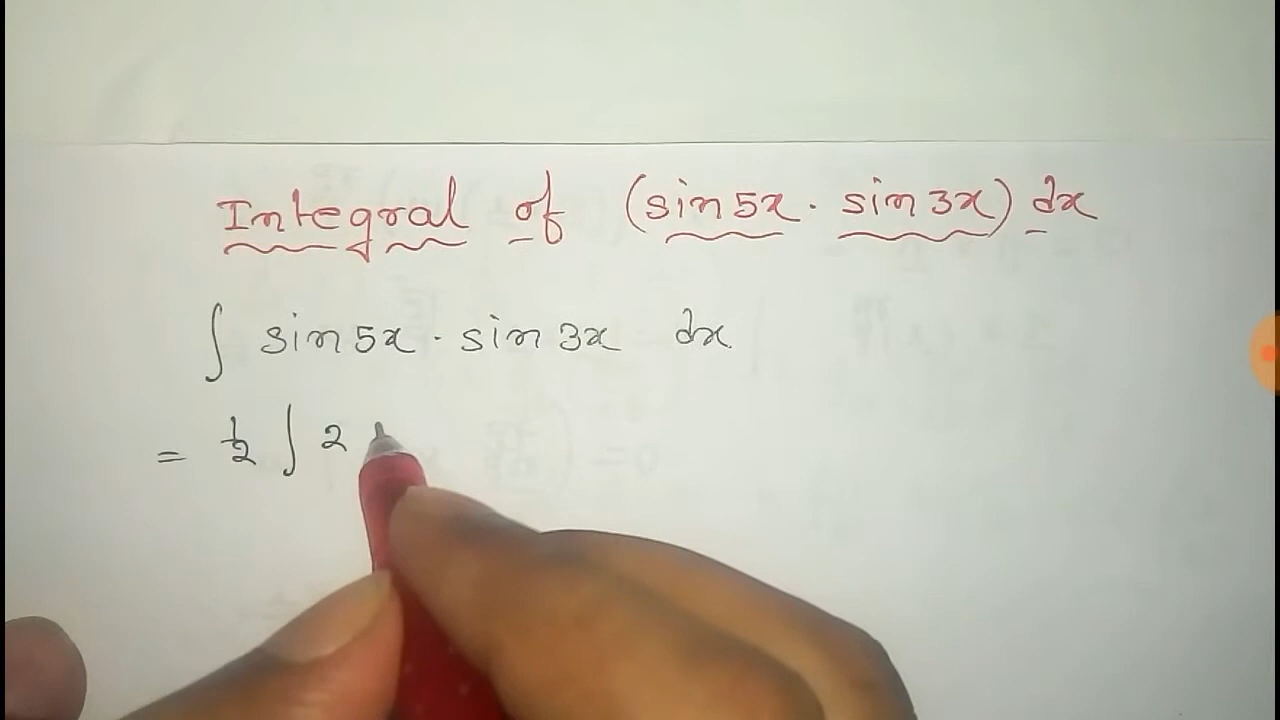 Integral of (sin5x · sin3x) dx
∫ sin5x · sin3x dx
= 1/2 ∫ 2